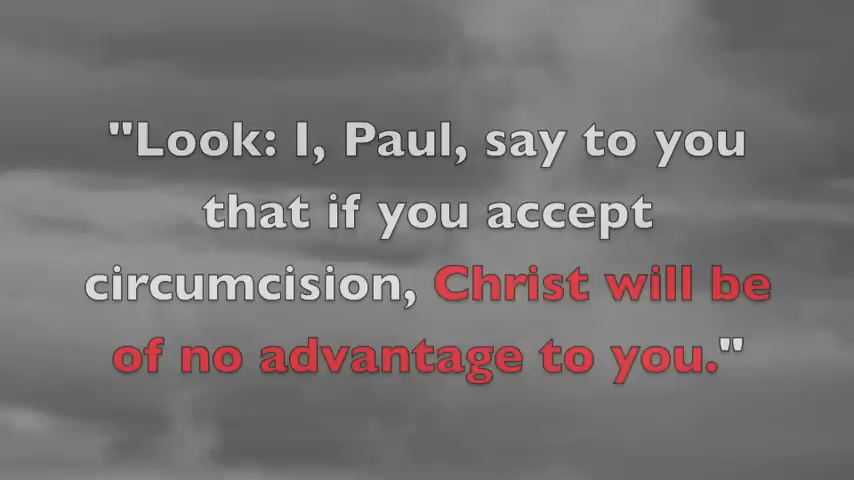 "Look: I, Paul, say to you
that if you accept
circumcision, Christ will be
of no advantage to you."